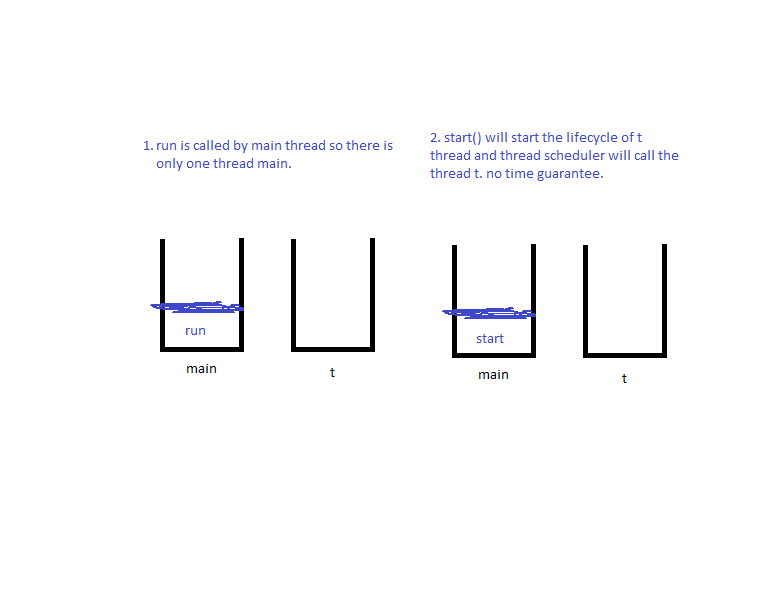 1. run is called by main thread so there is
only one thread main.
2. start() will start the lifecycle of t
thread and thread scheduler will call the
thread t. no time guarantee.
run
main
t
start
main
t